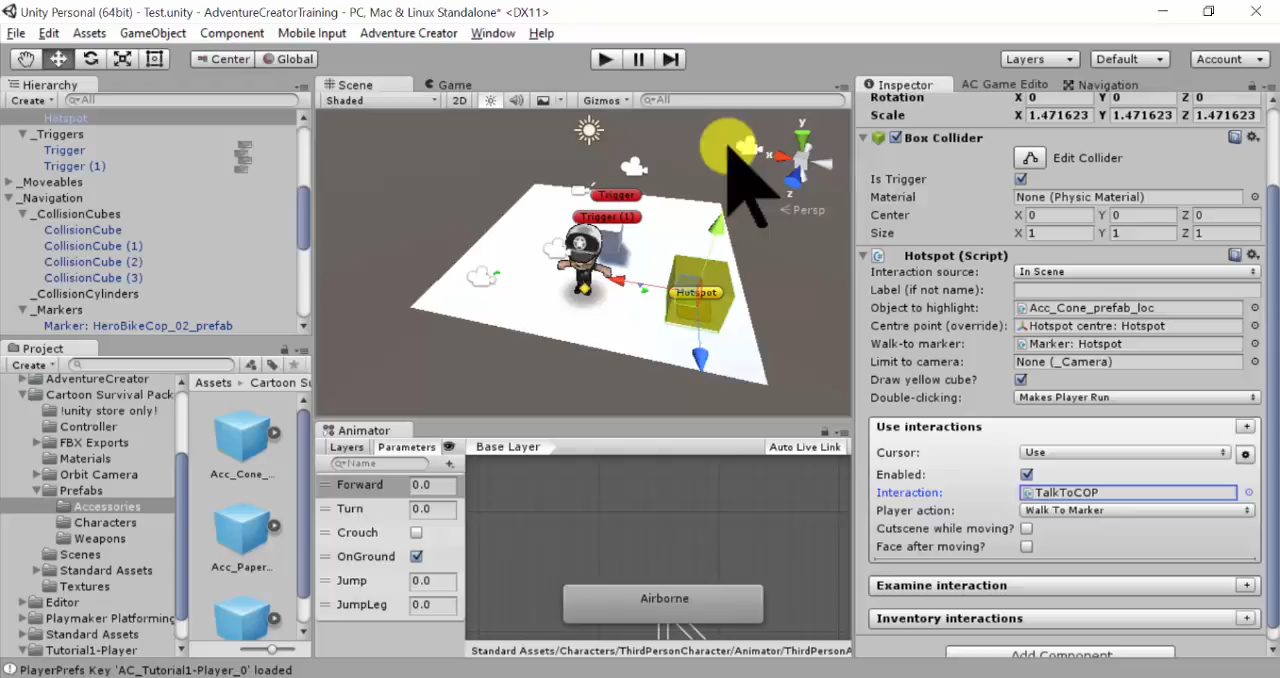 Unity Personal (64bit) - Test.unity - AdventureCreatorTraining - PC, Mac & Linux Standalone* <DX11>
File Edit Assets GameObject Component Mobile Input Adventure Creator Window Help
Center Global Layers Default Account
Hierarchy
Create All
Hotspot
_Triggers
Trigger
Trigger (1)
_Moveables
_Navigation
_CollisionCubes
CollisionCube
CollisionCube (1)
CollisionCube (2)
CollisionCube (3)
_CollisionCylinders
_Markers
Marker: HeroBikeCop_02_prefab
Project
Create
AdventureCreator
Cartoon Survival Pack
!unity store only!
Controller
FBX Exports
Materials
Orbit Camera
Prefabs
Accessories
Characters
Weapons
Scenes
Standard Assets
Textures
Editor
Playmaker Platforming
Standard Assets
Tutorial1-Player
Assets Cartoon Su
Acc_Cone_...
Acc_Paper...
Scene Game
Shaded 2D Gizmos All
y
x
z
Persp
Trigger
Trigger (1)
Hotspot
Animator
Layers Parameters Base Layer Auto Live Link
Name
Forward 0.0
Turn 0.0
Crouch
OnGround
Jump 0.0
JumpLeg 0.0
Airborne
Standard Assets/Characters/ThirdPersonCharacter/Animator/ThirdPersonA
Inspector AC Game Edito Navigation
Rotation X 0 Y 0 Z 0
Scale X 1.471623 Y 1.471623 Z 1.471623
Box Collider
Edit Collider
Is Trigger
Material None (Physic Material)
Center X 0 Y 0 Z 0
Size X 1 Y 1 Z 1
Hotspot (Script)
Interaction source: In Scene
Label (if not name):
Object to highlight: Acc_Cone_prefab_loc
Centre point (override): Hotspot centre: Hotspot
Walk-to marker: Marker: Hotspot
Limit to camera: None (_Camera)
Draw yellow cube?
Double-clicking: Makes Player Run
Use interactions +
Cursor: Use
Enabled:
Interaction: TalkToCOP
Player action: Walk To Marker
Cutscene while moving?
Face after moving?
Examine interaction +
Inventory interactions +
Add Component
PlayerPrefs Key 'AC_Tutorial1-Player_0' loaded